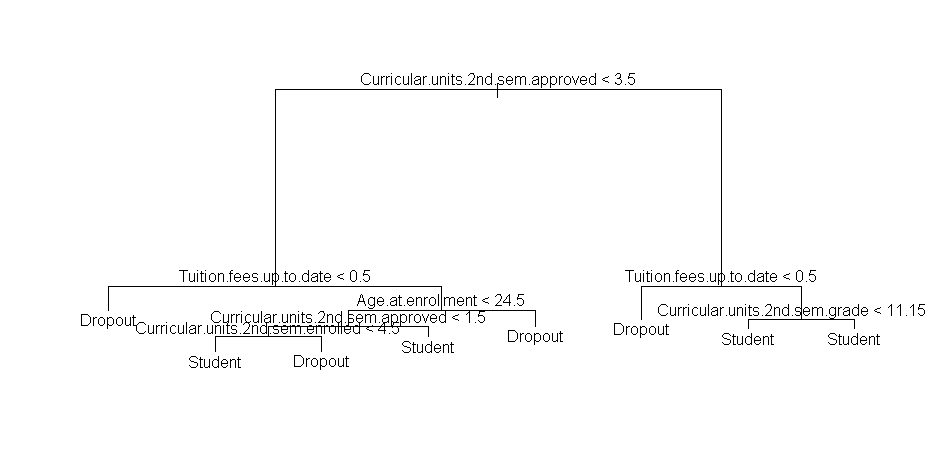 Curricular.units.2nd.sem.approved < 3.5
Tuition.fees.up.to.date < 0.5
Tuition.fees.up.to.date < 0.5
Age.at.enrollment < 24.5
Curricular.units.2nd.sem.grade < 11.15
Curricular.units.2nd.sem.approved < 1.5
Dropout
Curricular.units.2nd.sem.enrolled < 4.5
Dropout
Dropout
Student
Student
Student
Student
Dropout